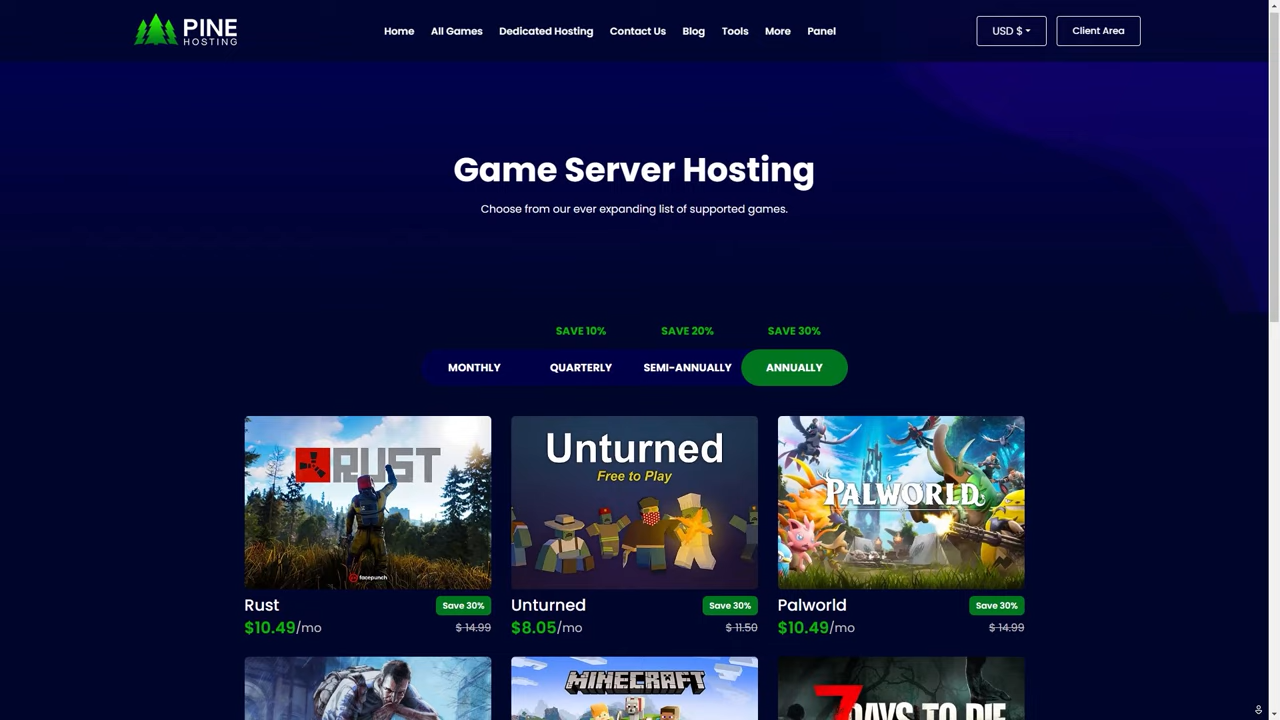 PINE
HOSTING
Home
All Games
Dedicated Hosting
Contact Us
Blog
Tools
More
Panel
USD $
Client Area
Game Server Hosting
Choose from our ever expanding list of supported games.
SAVE 10%
SAVE 20%
SAVE 30%
MONTHLY
QUARTERLY
SEMI-ANNUALLY
ANNUALLY
RUST
facepunch
Unturned
Free to Play
PALWORLD
Rust
Save 30%
$10.49/mo
$ 14.99
Unturned
Save 30%
$8.05/mo
$ 11.50
Palworld
Save 30%
$10.49/mo
$ 14.99
MINECRAFT
7 DAYS TO DIE